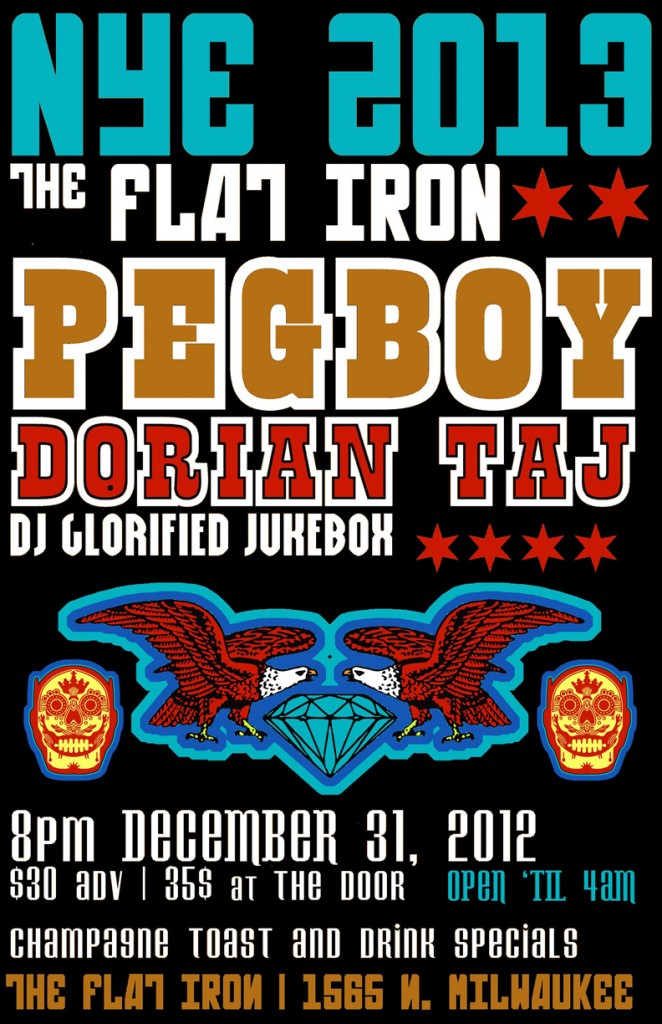 NYE 2013
THE FLAT IRON
PEGBOY
DORIAN TAJ
DJ GLORIFIED JUKEBOX
8PM DECEMBER 31, 2012
$30 ADV | 35$ AT THE DOOR OPEN 'TIL 4AM
CHAMPAGNE TOAST AND DRINK SPECIALS
THE FLAT IRON | 1565 N. MILWAUKEE